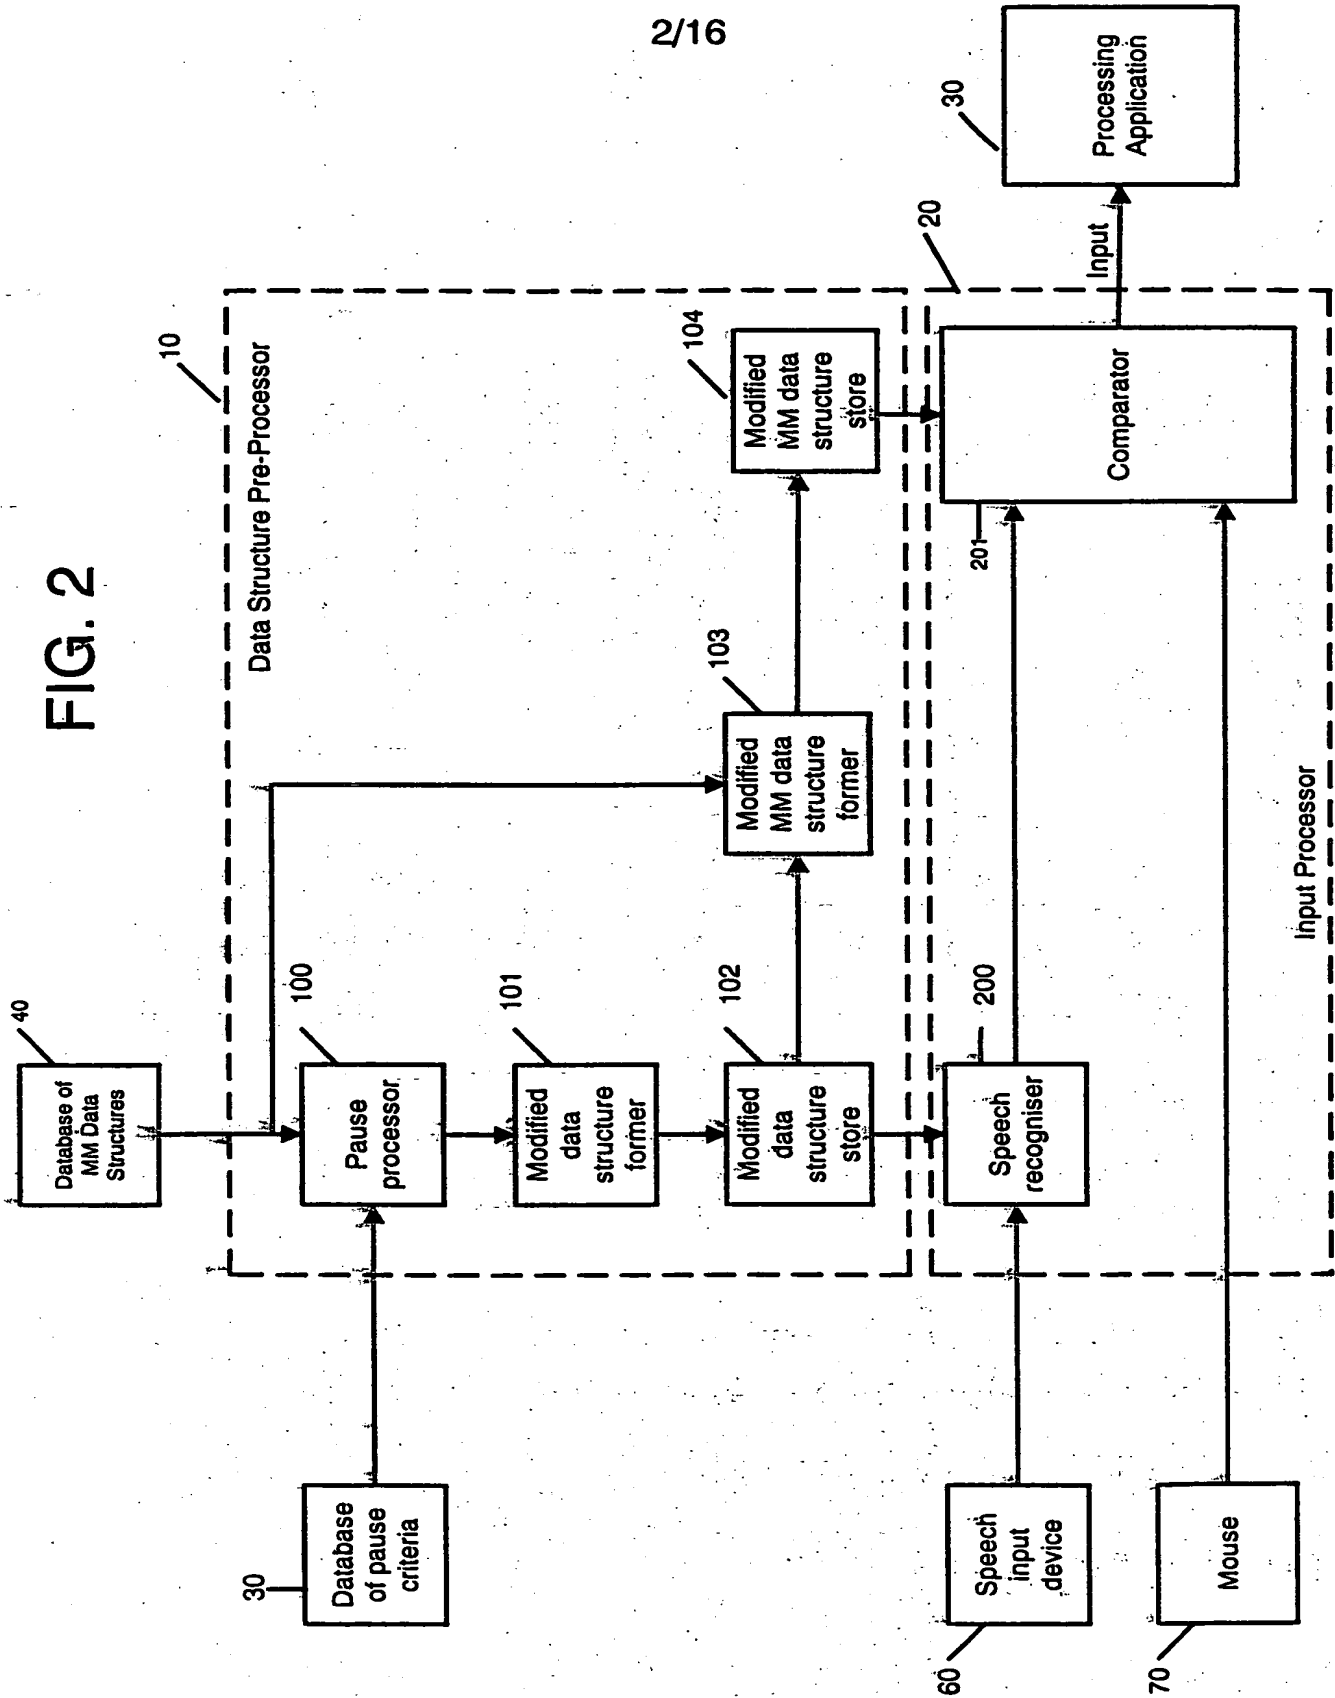 2/16
FIG. 2
40
Database of
MM Data
Structures
10
Data Structure Pre-Processor
30
Database
of pause
criteria
100
Pause
processor
101
Modified
data
structure
former
102
Modified
data
structure
store
103
Modified
MM data
structure
former
104
Modified
MM data
structure
store
60
Speech
input
device
200
Speech
recogniser
201
Comparator
20
Input
30
Processing
Application
70
Mouse
Input Processor